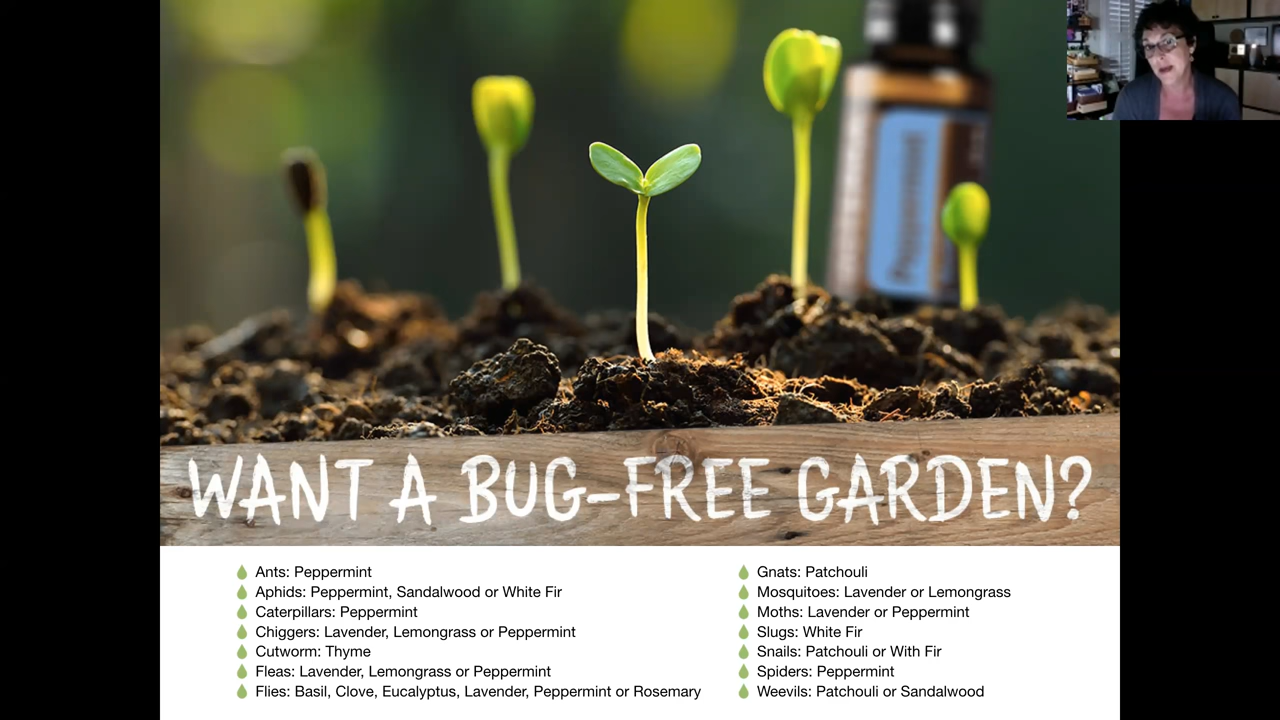 Peppermint
WANT A BUG-FREE GARDEN?
Ants: Peppermint
Aphids: Peppermint, Sandalwood or White Fir
Caterpillars: Peppermint
Chiggers: Lavender, Lemongrass or Peppermint
Cutworm: Thyme
Fleas: Lavender, Lemongrass or Peppermint
Flies: Basil, Clove, Eucalyptus, Lavender, Peppermint or Rosemary
Gnats: Patchouli
Mosquitoes: Lavender or Lemongrass
Moths: Lavender or Peppermint
Slugs: White Fir
Snails: Patchouli or With Fir
Spiders: Peppermint
Weevils: Patchouli or Sandalwood